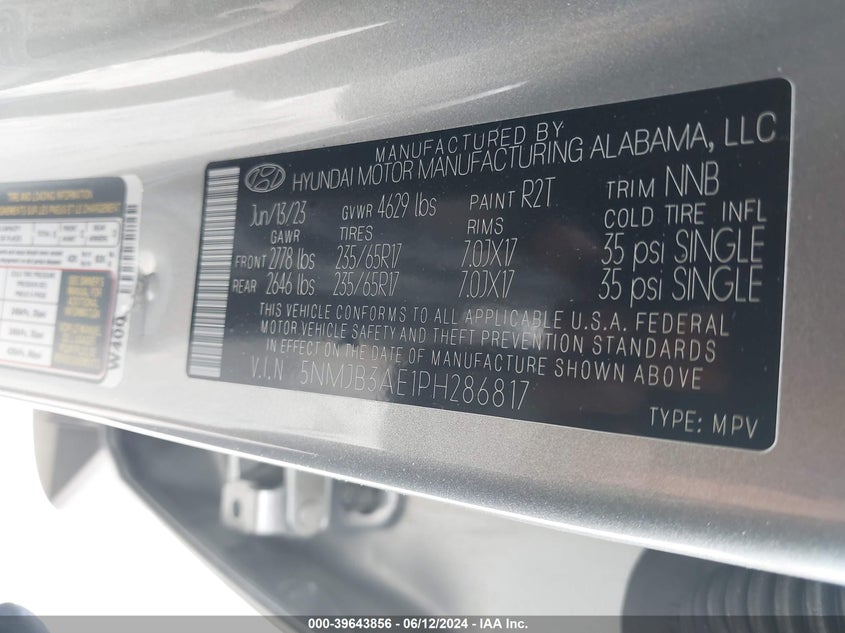 MANUFACTURED BY
HYUNDAI MOTOR MANUFACTURING ALABAMA, LLC
Jun/13/23 GVWR 4629 lbs PAINT R2T TRIM NNB
GAWR TIRES RIMS COLD TIRE INFL
FRONT 2778 lbs 235/65R17 7.0JX17 35 psi SINGLE
REAR 2646 lbs 235/65R17 7.0JX17 35 psi SINGLE
THIS VEHICLE CONFORMS TO ALL APPLICABLE U.S.A. FEDERAL
MOTOR VEHICLE SAFETY AND THEFT PREVENTION STANDARDS
IN EFFECT ON THE DATE OF MANUFACTURE SHOWN ABOVE
V.I.N 5NMJB3AE1PH286817
TYPE: MPV
TIRE AND LOADING INFORMATION
W400
000-39643856 - 06/12/2024 - IAA Inc.